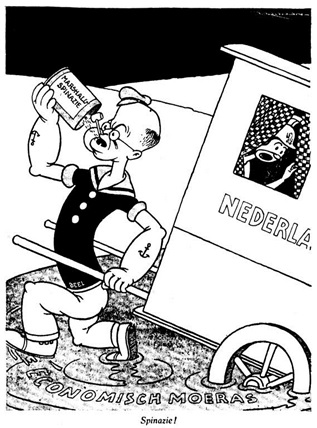 MARSHALL
SPINAZIE
NEDERLA
BEEL
ECONOMISCH MOERAS
Spinazie!